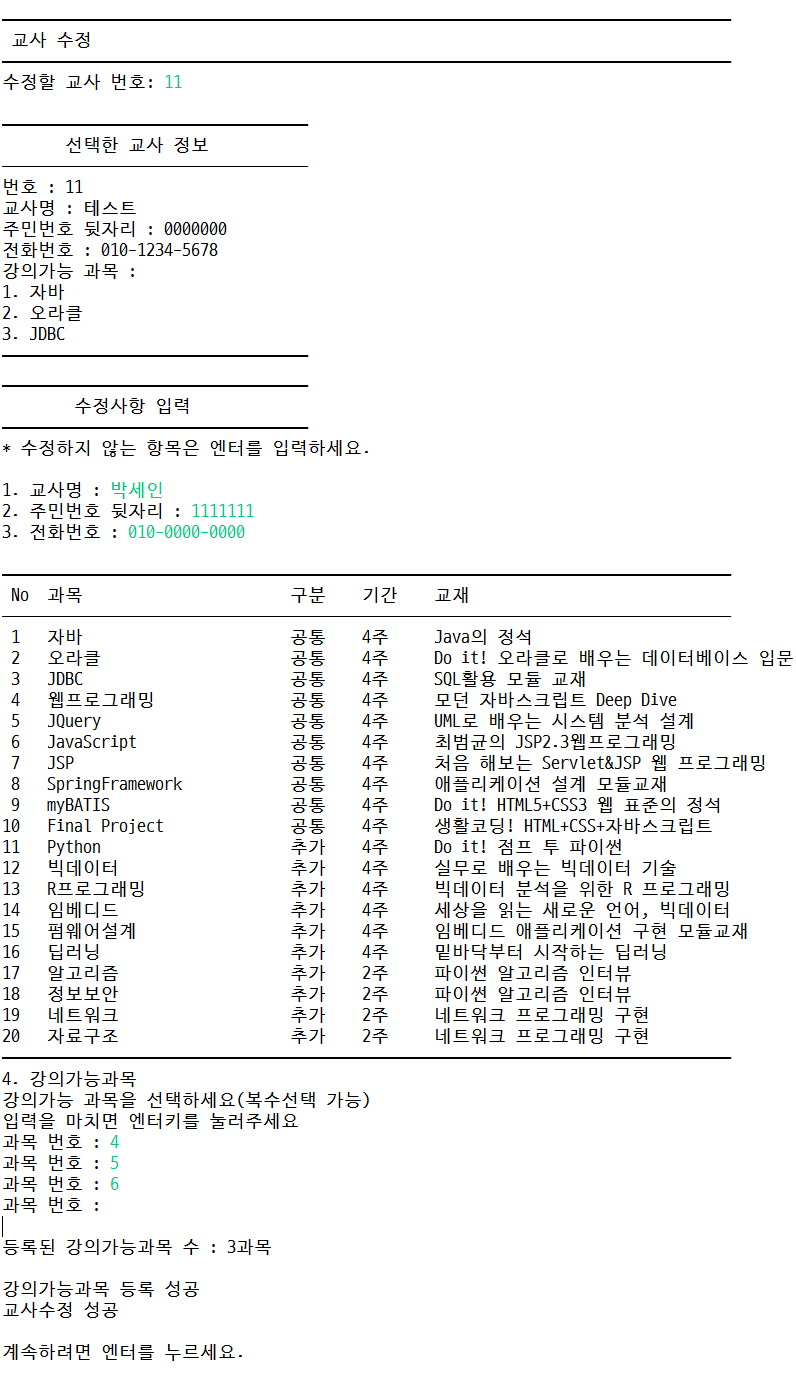 교사 수정
수정할 교사 번호: 11
선택한 교사 정보
번호 : 11
교사명 : 테스트
주민번호 뒷자리 : 0000000
전화번호 : 010-1234-5678
강의가능 과목 :
1. 자바
2. 오라클
3. JDBC
수정사항 입력
* 수정하지 않는 항목은 엔터를 입력하세요.
1. 교사명 : 박세인
2. 주민번호 뒷자리 : 1111111
3. 전화번호 : 010-0000-0000
No 과목 구분 기간 교재
1 자바 공통 4주 Java의 정석
2 오라클 공통 4주 Do it! 오라클로 배우는 데이터베이스 입문
3 JDBC 공통 4주 SQL활용 모듈 교재
4 웹프로그래밍 공통 4주 모던 자바스크립트 Deep Dive
5 JQuery 공통 4주 UML로 배우는 시스템 분석 설계
6 JavaScript 공통 4주 최범균의 JSP2.3웹프로그래밍
7 JSP 공통 4주 처음 해보는 Servlet&JSP 웹 프로그래밍
8 SpringFramework 공통 4주 애플리케이션 설계 모듈교재
9 myBATIS 공통 4주 Do it! HTML5+CSS3 웹 표준의 정석
10 Final Project 공통 4주 생활코딩! HTML+CSS+자바스크립트
11 Python 추가 4주 Do it! 점프 투 파이썬
12 빅데이터 추가 4주 실무로 배우는 빅데이터 기술
13 R프로그래밍 추가 4주 빅데이터 분석을 위한 R 프로그래밍
14 임베디드 추가 4주 세상을 읽는 새로운 언어, 빅데이터
15 펌웨어설계 추가 4주 임베디드 애플리케이션 구현 모듈교재
16 딥러닝 추가 4주 밑바닥부터 시작하는 딥러닝
17 알고리즘 추가 2주 파이썬 알고리즘 인터뷰
18 정보보안 추가 2주 파이썬 알고리즘 인터뷰
19 네트워크 추가 2주 네트워크 프로그래밍 구현
20 자료구조 추가 2주 네트워크 프로그래밍 구현
4. 강의가능과목
강의가능 과목을 선택하세요(복수선택 가능)
입력을 마치면 엔터키를 눌러주세요
과목 번호 : 4
과목 번호 : 5
과목 번호 : 6
과목 번호 :
등록된 강의가능과목 수 : 3과목
강의가능과목 등록 성공
교사수정 성공
계속하려면 엔터를 누르세요.